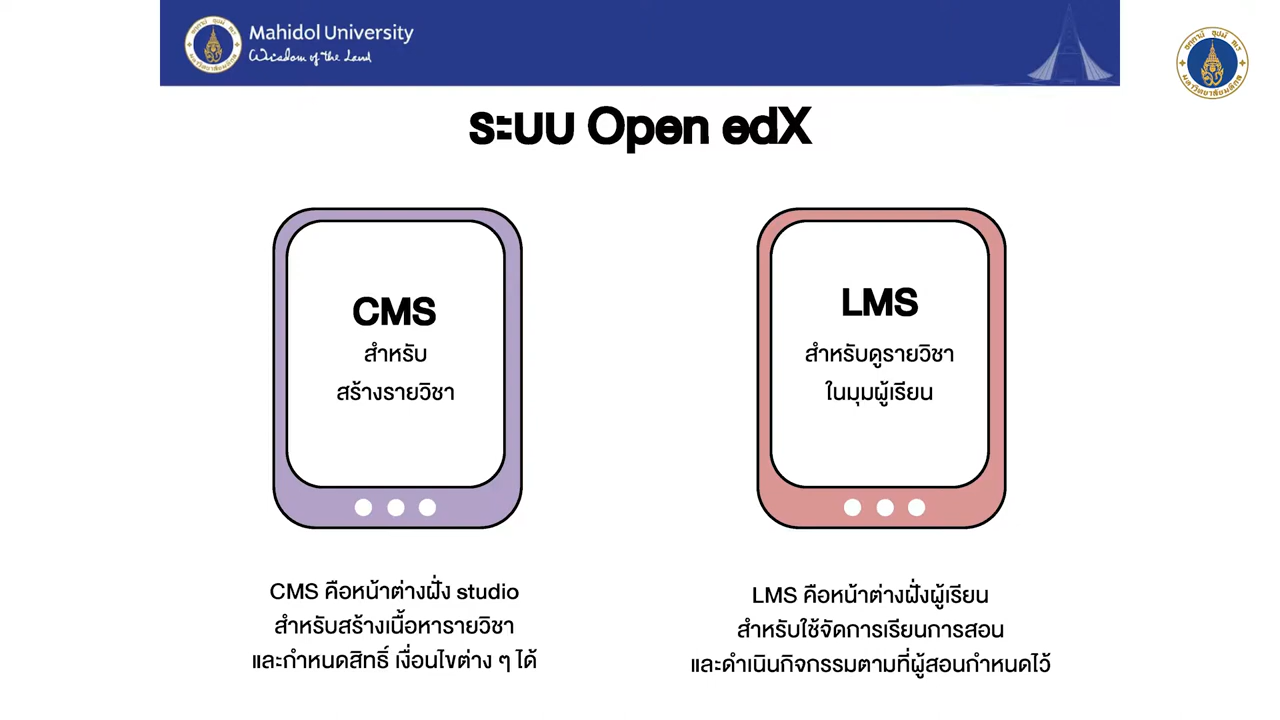 Mahidol University
Wisdom of the Land
ระบบ Open edX
CMS
สำหรับ
สร้างรายวิชา
LMS
สำหรับดูรายวิชา
ในมุมผู้เรียน
CMS คือหน้าต่างฝั่ง studio
สำหรับสร้างเนื้อหารายวิชา
และกำหนดสิทธิ์ เงื่อนไขต่าง ๆ ได้
LMS คือหน้าต่างฝั่งผู้เรียน
สำหรับใช้จัดการเรียนการสอน
และดำเนินกิจกรรมตามที่ผู้สอนกำหนดไว้